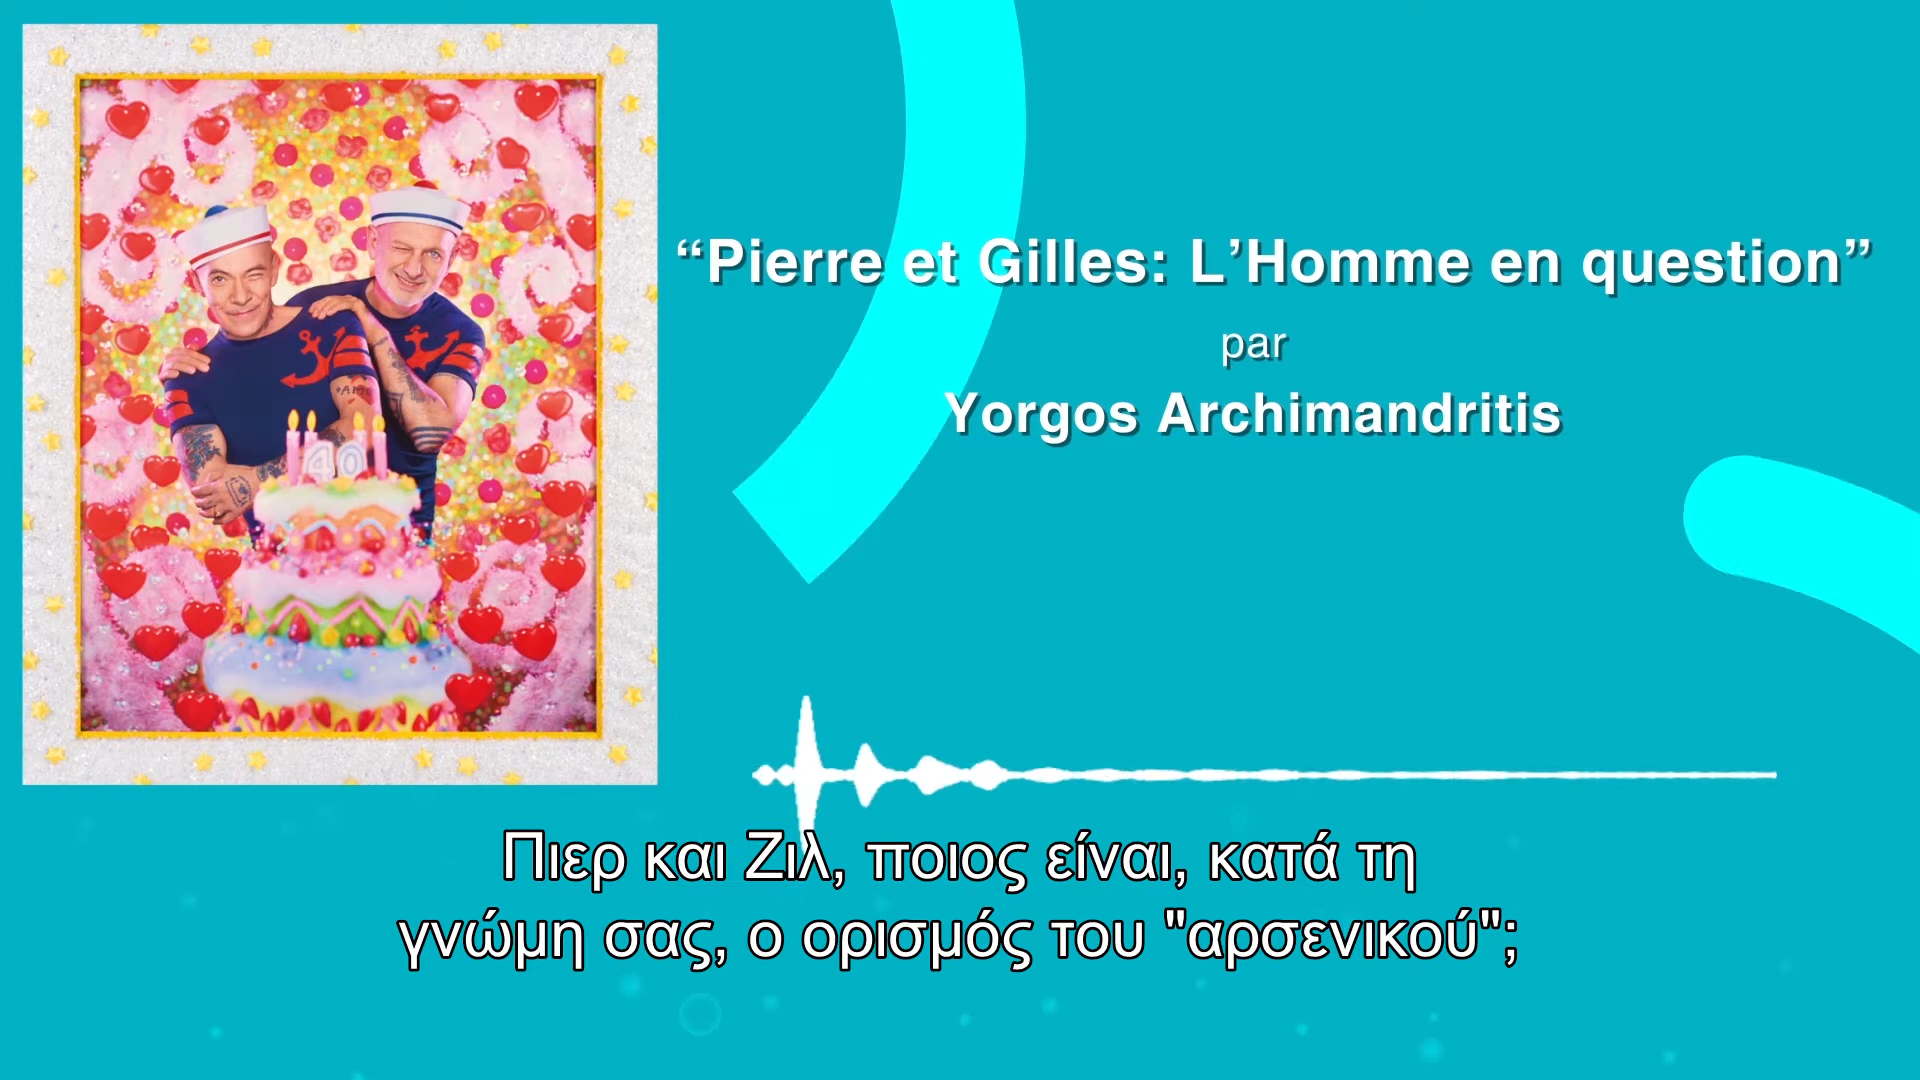 “Pierre et Gilles: L’Homme en question”
par
Yorgos Archimandritis
40
Πιερ και Ζιλ, ποιος είναι, κατά τη
γνώμη σας, ο ορισμός του "αρσενικού";